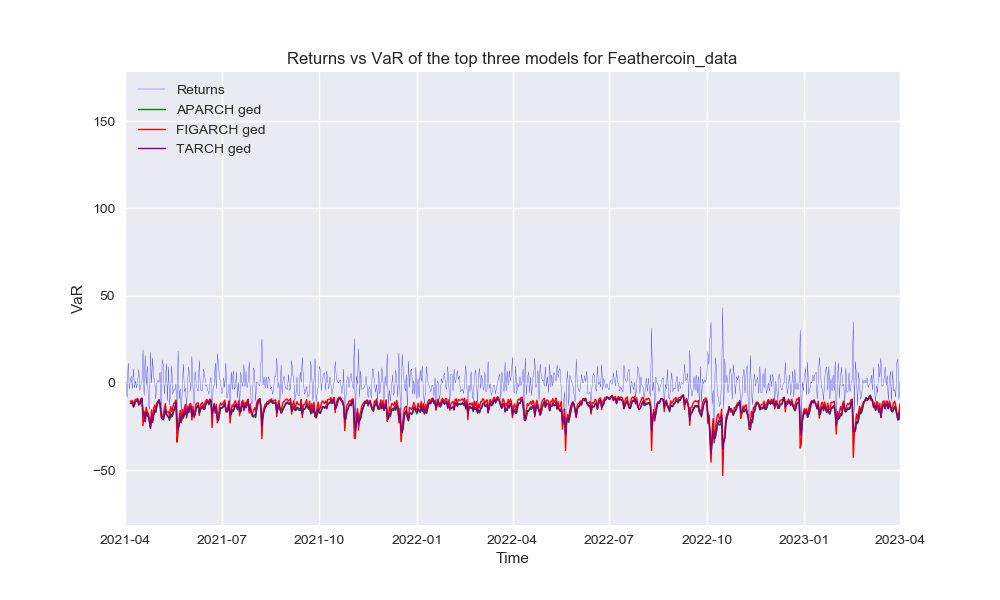 Returns vs VaR of the top three models for Feathercoin_data
Returns
APARCH ged
FIGARCH ged
TARCH ged
150
100
50
0
−50
VaR
2021-04
2021-07
2021-10
2022-01
2022-04
2022-07
2022-10
2023-01
2023-04
Time